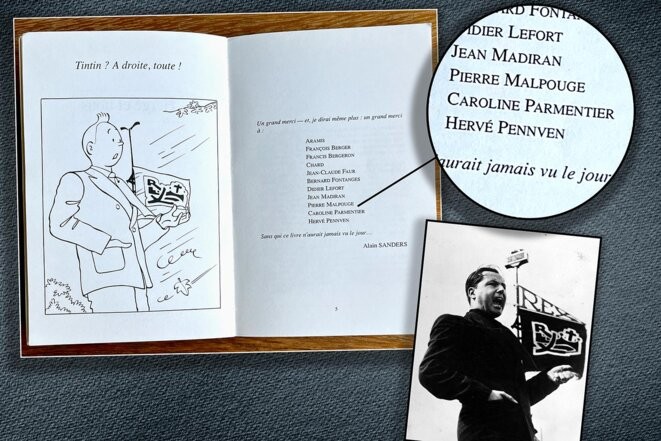 Tintin ? A droite, toute !
Un grand merci — et, je dirai même plus : un grand merci
à :
ARAMIS
FRANÇOIS BERGER
FRANCIS BERGERON
CHARD
JEAN-CLAUDE FAUR
BERNARD FONTANGES
DIDIER LEFORT
JEAN MADIRAN
PIERRE MALPOUGE
CAROLINE PARMENTIER
HERVÉ PENNVEN
Sans qui ce livre n'aurait jamais vu le jour...
Alain SANDERS
5
DIDIER LEFORT
JEAN MADIRAN
PIERRE MALPOUGE
CAROLINE PARMENTIER
HERVÉ PENNVEN
aurait jamais vu le jour
REX